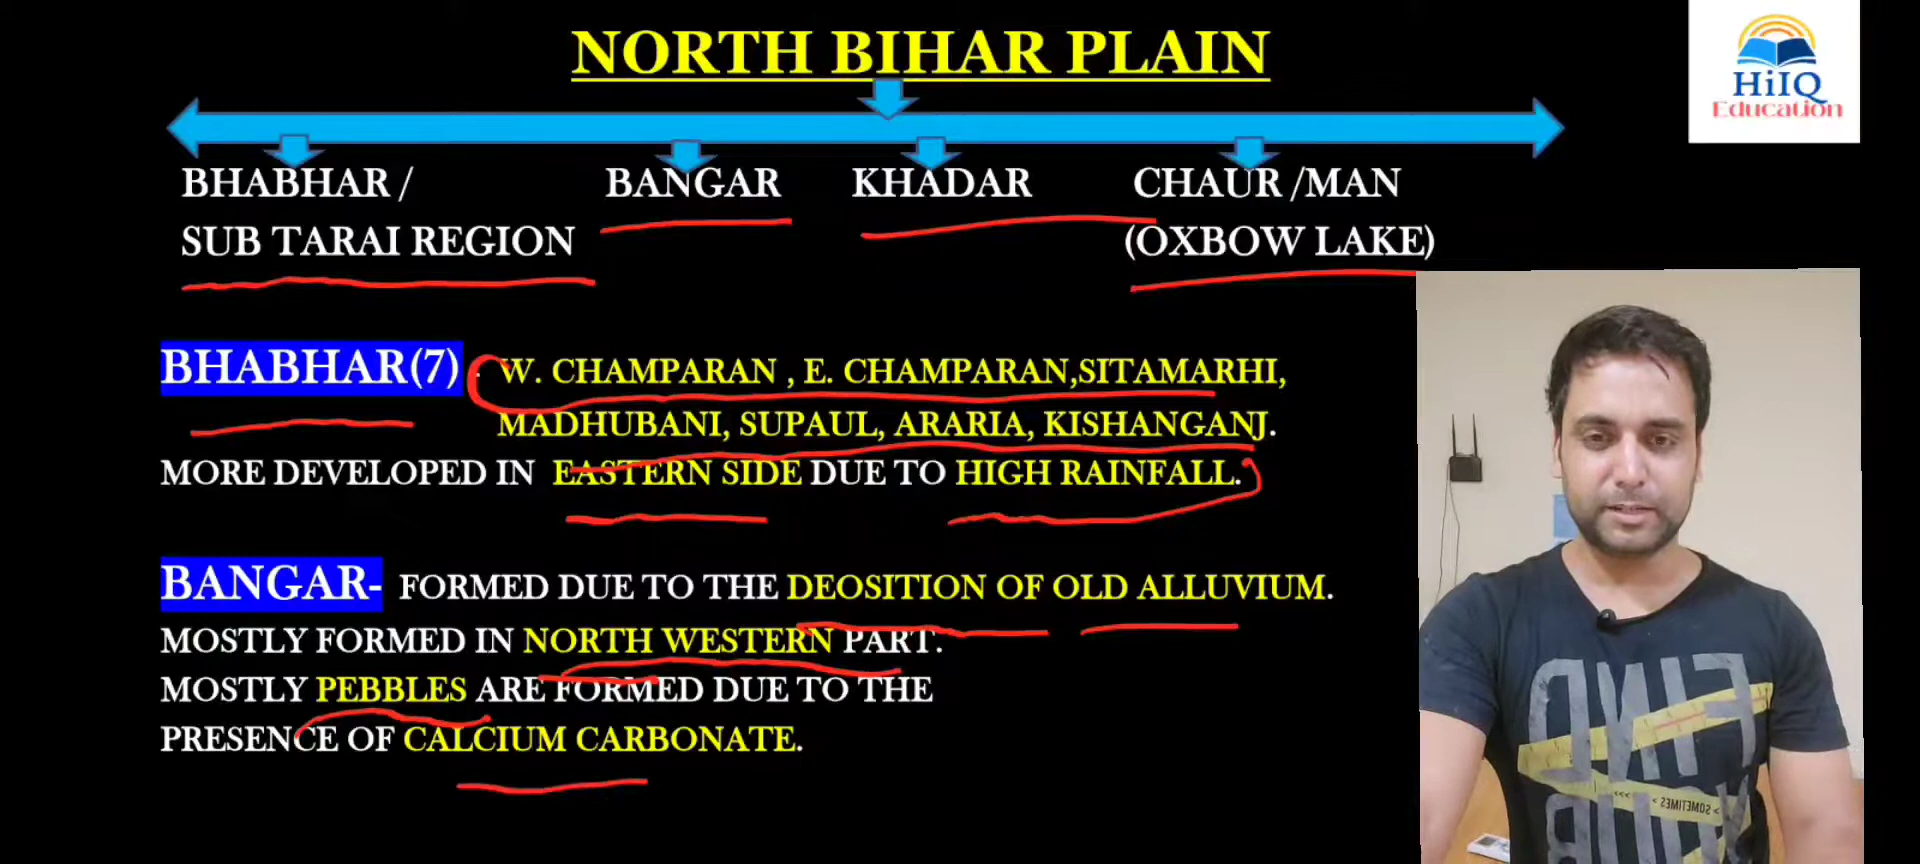 NORTH BIHAR PLAIN
HiIQ
Education
BHABHAR /
SUB TARAI REGION
BANGAR
KHADAR
CHAUR /MAN
(OXBOW LAKE)
BHABHAR(7) - W. CHAMPARAN , E. CHAMPARAN,SITAMARHI,
MADHUBANI, SUPAUL, ARARIA, KISHANGANJ.
MORE DEVELOPED IN EASTERN SIDE DUE TO HIGH RAINFALL.
BANGAR- FORMED DUE TO THE DEOSITION OF OLD ALLUVIUM.
MOSTLY FORMED IN NORTH WESTERN PART.
MOSTLY PEBBLES ARE FORMED DUE TO THE
PRESENCE OF CALCIUM CARBONATE.
FIND
< SOMETIMES >